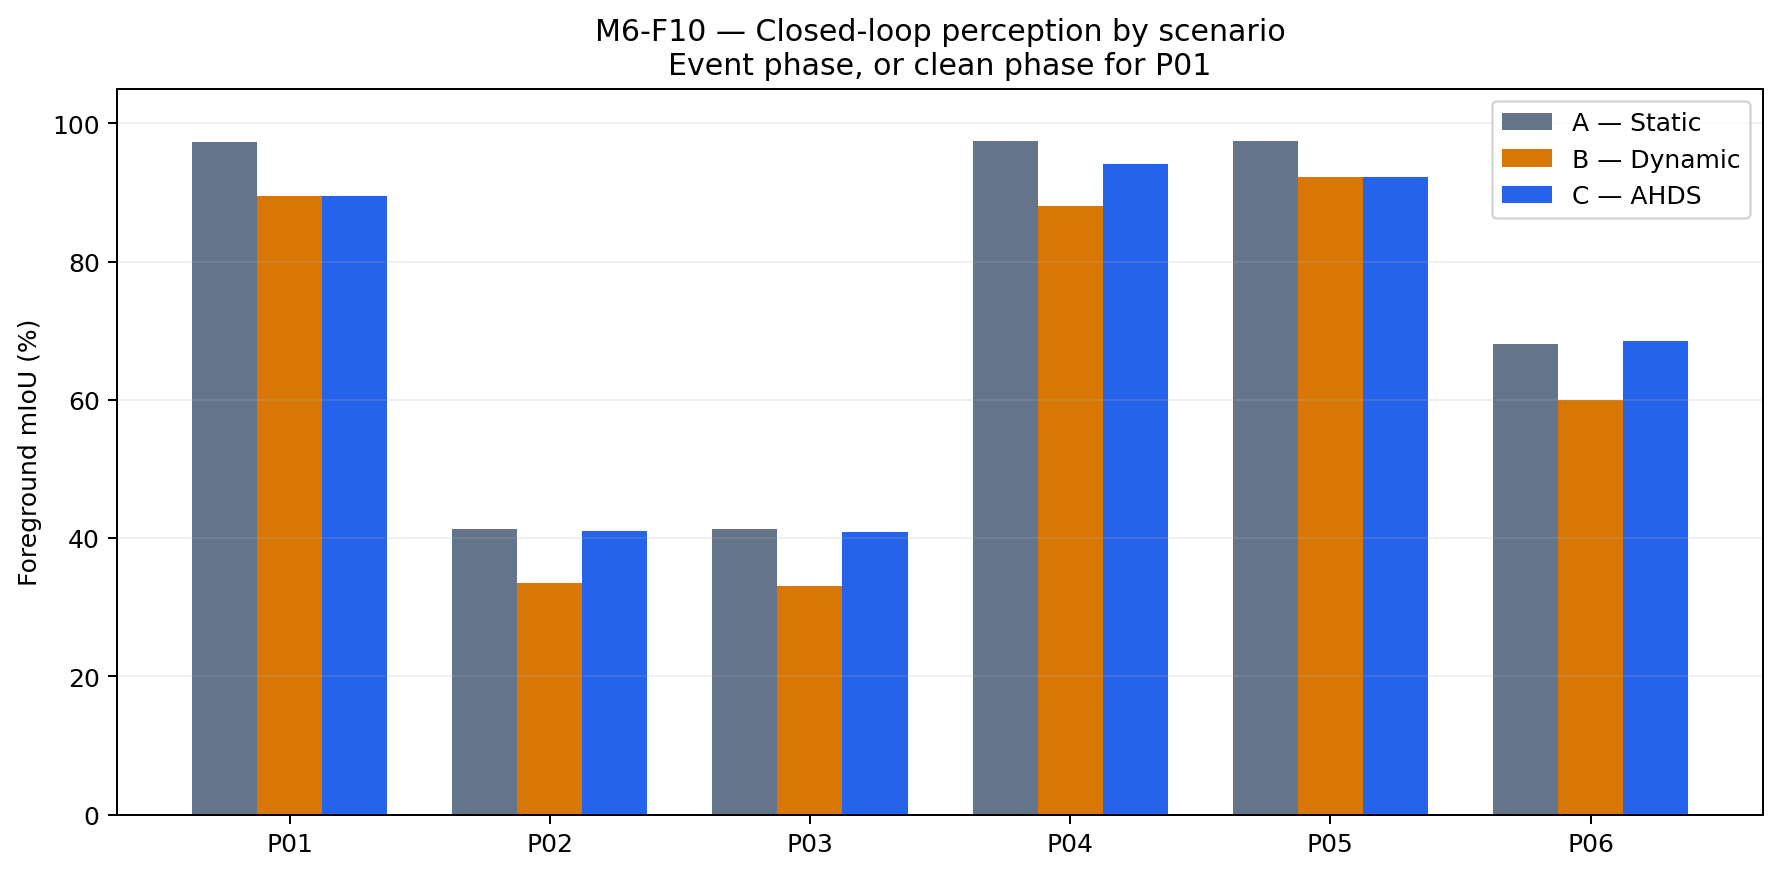 M6-F10 — Closed-loop perception by scenario
Event phase, or clean phase for P01
A — Static
B — Dynamic
C — AHDS
Foreground mIoU (%)
100
80
60
40
20
0
P01
P02
P03
P04
P05
P06